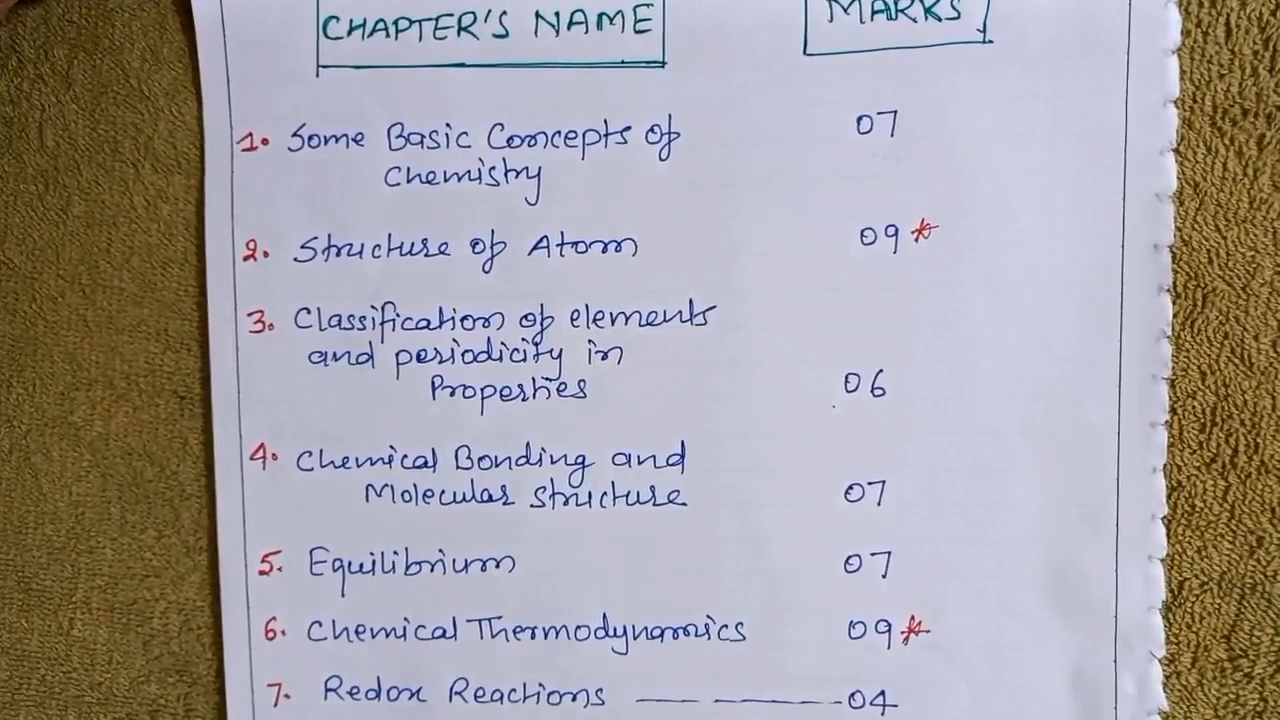 CHAPTER'S NAME MARKS
1. Some Basic Concepts of 07
Chemistry
2. Structure of Atom 09*
3. Classification of elements
and periodicity in
Properties 06
4. Chemical Bonding and
Molecular structure 07
5. Equilibrium 07
6. Chemical Thermodynamics 09*
7. Redox Reactions — — — 04